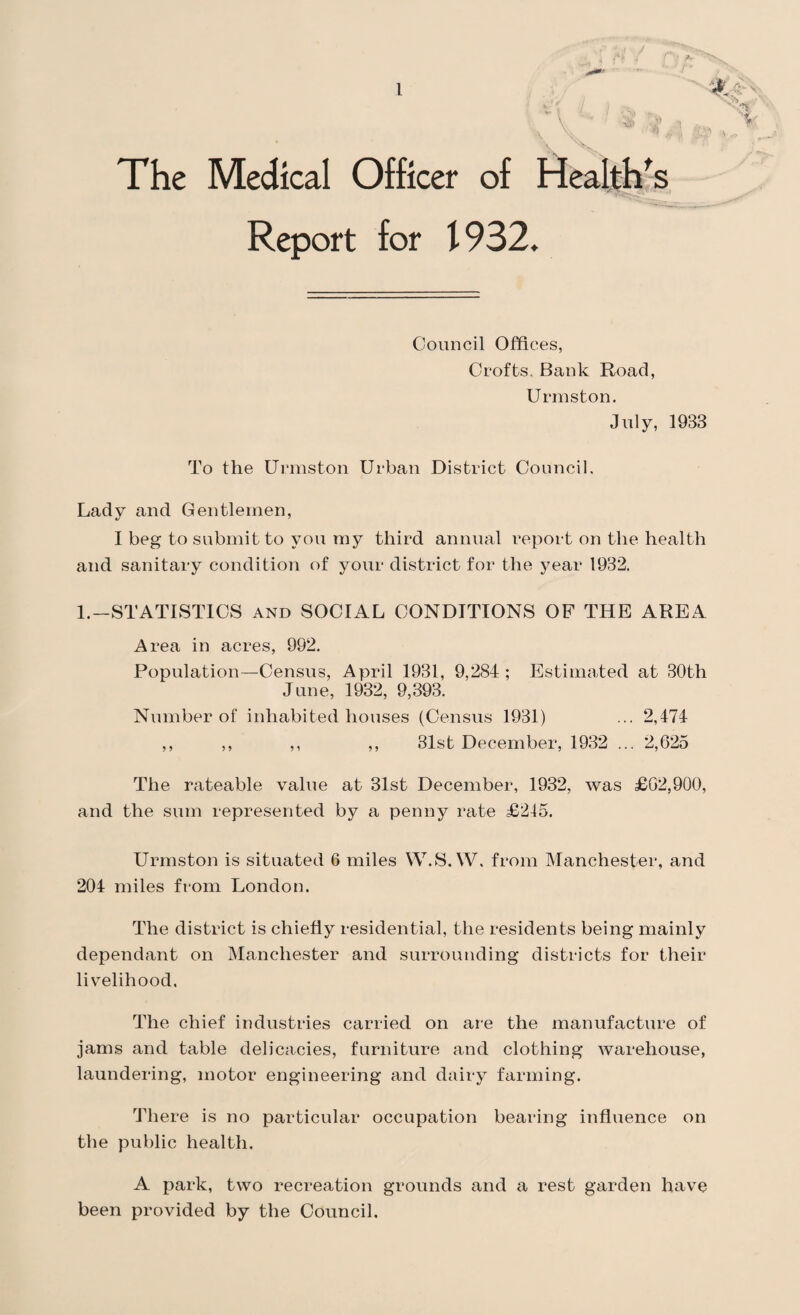 1
The Medical Officer of Health's
Report for 1932.
Council Offices,
Crofts. Bank Road,
Urmston.
July, 1933
To the Urmston Urban District Council.
Lady and Gentlemen,
I beg to submit to you my third annual report on the health
and sanitary condition of your district for the year 1932.
1.—STATISTICS AND SOCIAL CONDITIONS OF THE AREA
Area in acres, 992.
Population—Census, April 1931, 9,284 ; Estimated at 30th
June, 1932, 9,393.
Number of inhabited houses (Census 1931) ... 2,474
,, ,, ,, ,, 31st December, 1932 ... 2,625
The rateable value at 31st December, 1932, was £62,900,
and the sum represented by a penny rate £245.
Urmston is situated 6 miles W.S.W. from Manchester, and
204 miles from London.
The district is chiefly residential, the residents being mainly
dependant on Manchester and surrounding districts for their
livelihood.
The chief industries carried on are the manufacture of
jams and table delicacies, furniture and clothing warehouse,
laundering, motor engineering and dairy farming.
There is no particular occupation bearing influence on
the public health.
A park, two recreation grounds and a rest garden have
been provided by the Council.